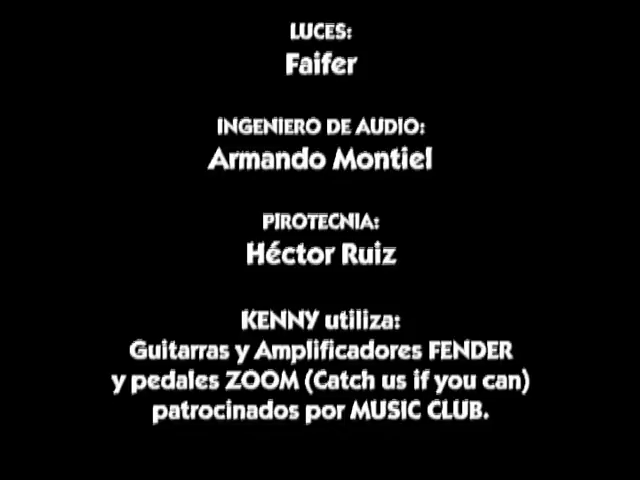 LUCES:
Faifer
INGENIERO DE AUDIO:
Armando Montiel
PIROTECNIA:
Héctor Ruiz
KENNY utiliza:
Guitarras y Amplificadores FENDER
y pedales ZOOM (Catch us if you can)
patrocinados por MUSIC CLUB.